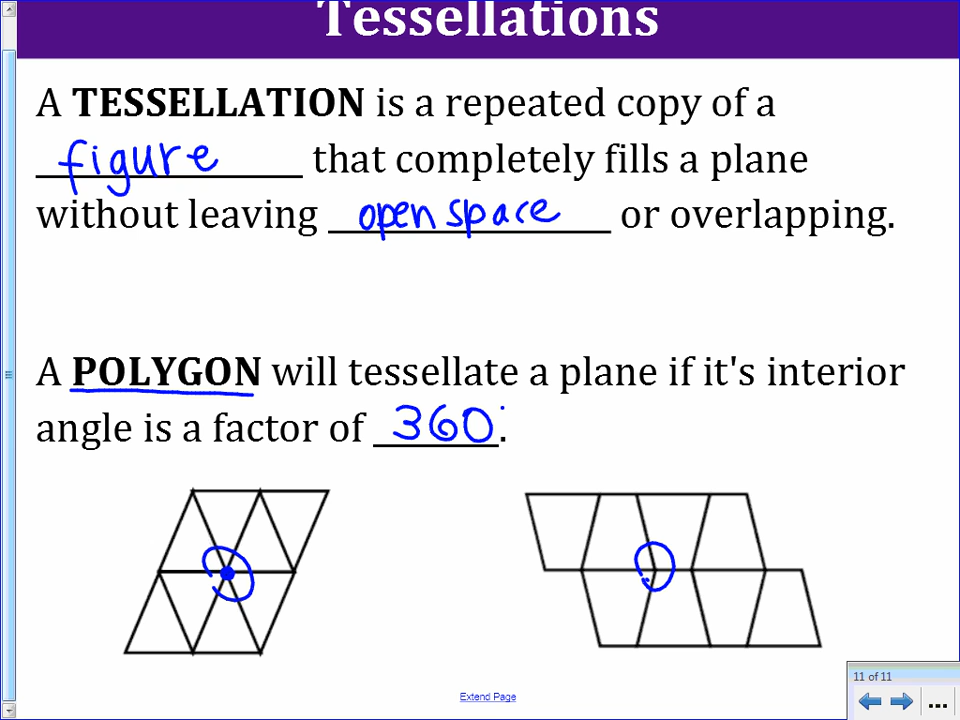 Tessellations
A TESSELLATION is a repeated copy of a
figure that completely fills a plane
without leaving open space or overlapping.
A POLYGON will tessellate a plane if it's interior
angle is a factor of 360°.
11 of 11
...
Extend Page